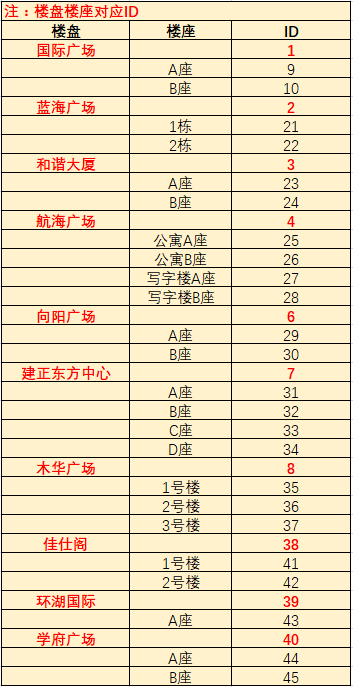 注：楼盘楼座对应ID
楼盘 楼座 ID
国际广场 1
A座 9
B座 10
蓝海广场 2
1栋 21
2栋 22
和谐大厦 3
A座 23
B座 24
航海广场 4
公寓A座 25
公寓B座 26
写字楼A座 27
写字楼B座 28
向阳广场 6
A座 29
B座 30
建正东方中心 7
A座 31
B座 32
C座 33
D座 34
木华广场 8
1号楼 35
2号楼 36
3号楼 37
佳仕阁 38
1号楼 41
2号楼 42
环湖国际 39
A座 43
学府广场 40
A座 44
B座 45